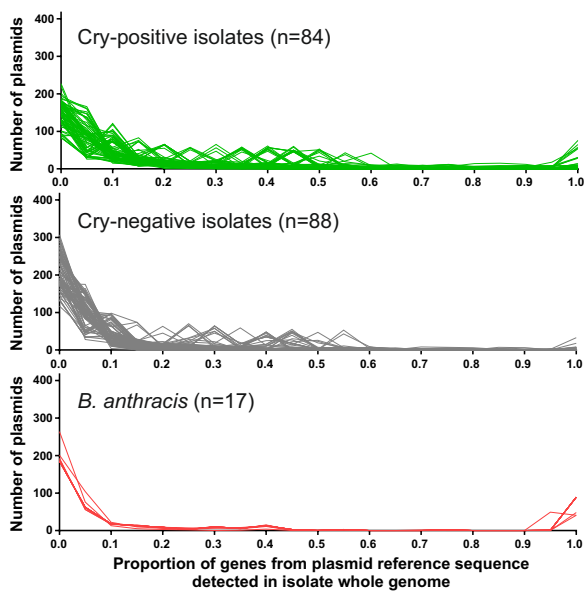 400
Cry-positive isolates (n=84)
300
200
100
0
Number of plasmids
0.0 0.1 0.2 0.3 0.4 0.5 0.6 0.7 0.8 0.9 1.0
400
Cry-negative isolates (n=88)
300
200
100
0
Number of plasmids
0.0 0.1 0.2 0.3 0.4 0.5 0.6 0.7 0.8 0.9 1.0
400
B. anthracis (n=17)
300
200
100
0
Number of plasmids
0.0 0.1 0.2 0.3 0.4 0.5 0.6 0.7 0.8 0.9 1.0
Proportion of genes from plasmid reference sequence
detected in isolate whole genome